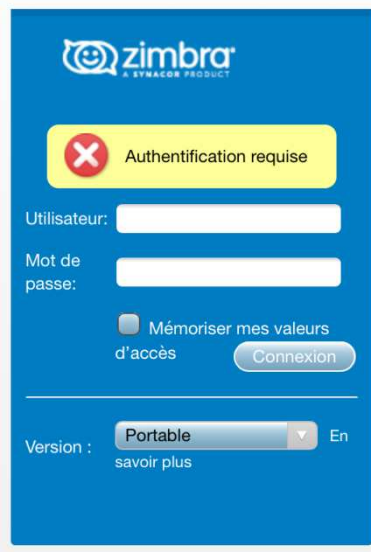 zimbra
A SYNACOR PRODUCT
Authentification requise
Utilisateur:
Mot de
passe:
Mémoriser mes valeurs
d'accès
Connexion
Version :
Portable
En
savoir plus